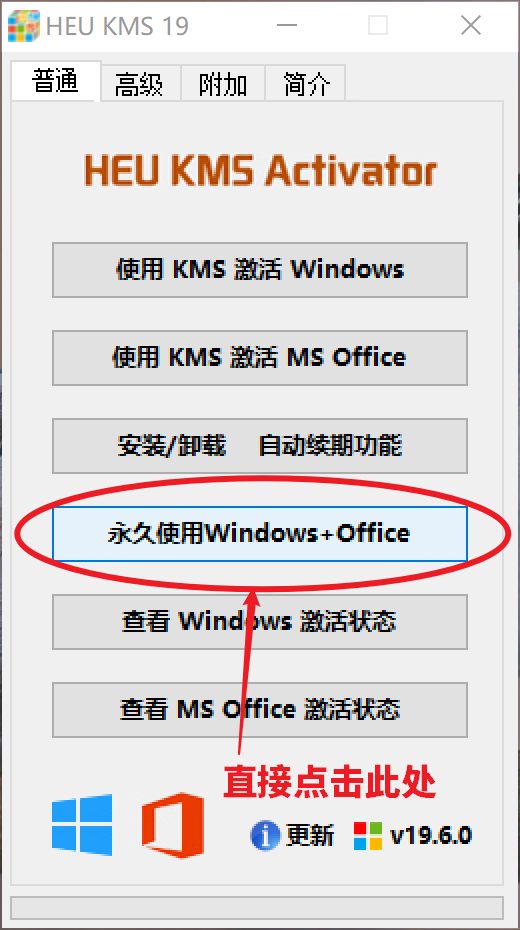 HEU KMS 19
普通 高级 附加 简介
HEU KMS Activator
使用 KMS 激活 Windows
使用 KMS 激活 MS Office
安装/卸载 自动续期功能
永久使用Windows+Office
查看 Windows 激活状态
查看 MS Office 激活状态
直接点击此处
更新 v19.6.0